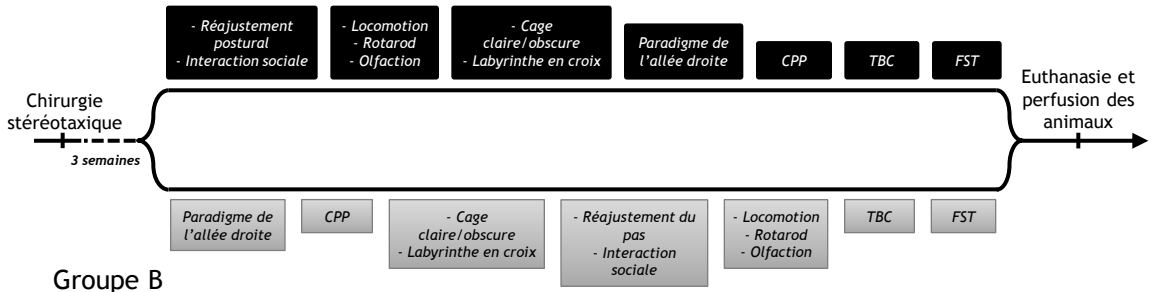 - Réajustement
postural
- Interaction sociale
- Locomotion
- Rotarod
- Olfaction
- Cage
claire/obscure
- Labyrinthe en croix
Paradigme de
l'allée droite
CPP
TBC
FST
Chirurgie
stéréotaxique
3 semaines
Euthanasie et
perfusion des
animaux
Paradigme de
l'allée droite
CPP
- Cage
claire/obscure
- Labyrinthe en croix
- Réajustement du
pas
- Interaction
sociale
- Locomotion
- Rotarod
- Olfaction
TBC
FST
Groupe B